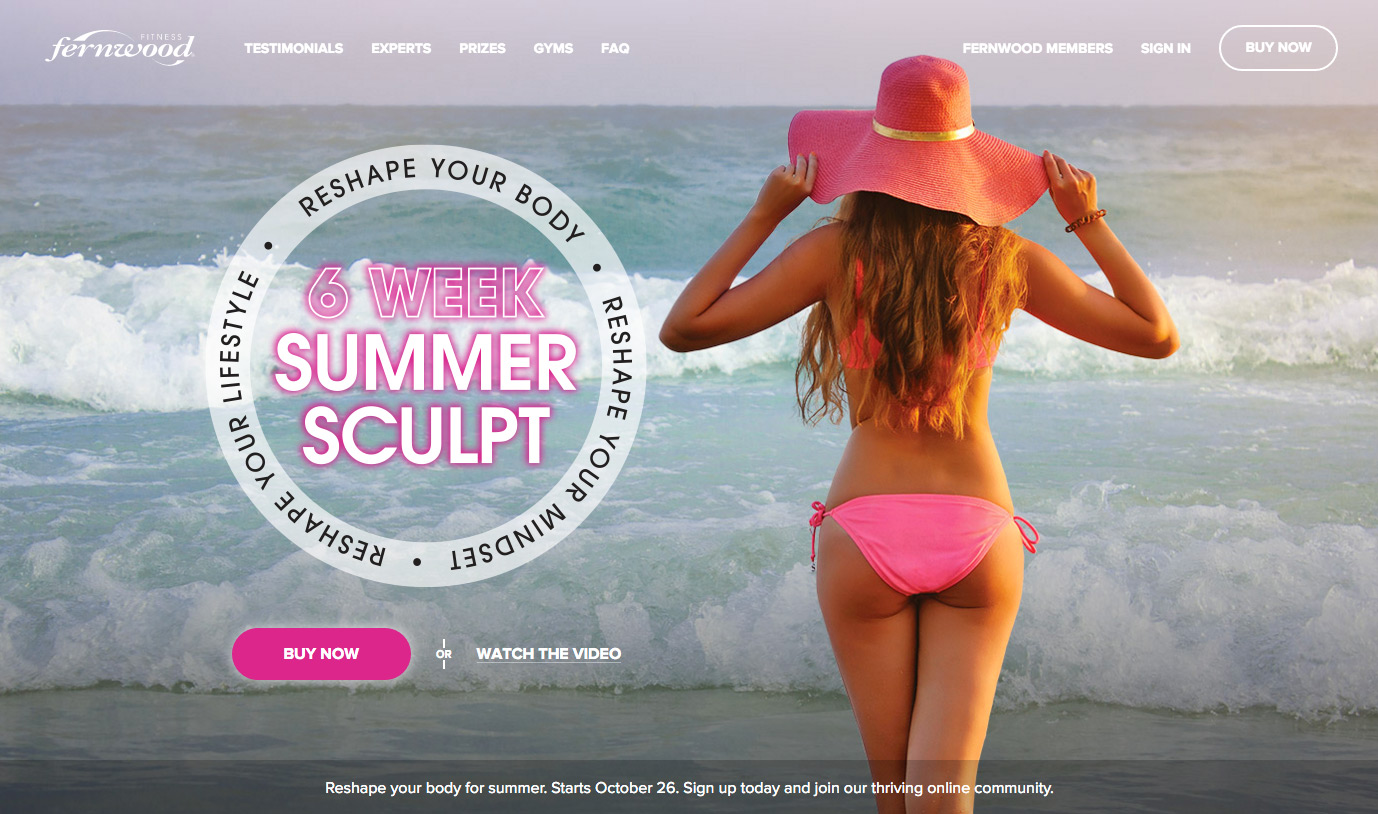 fernwood
FITNESS
TESTIMONIALS
EXPERTS
PRIZES
GYMS
FAQ
FERNWOOD MEMBERS
SIGN IN
BUY NOW
RESHAPE YOUR BODY • RESHAPE YOUR MINDSET • RESHAPE YOUR LIFESTYLE •
6 WEEK
SUMMER
SCULPT
BUY NOW
OR
WATCH THE VIDEO
Reshape your body for summer. Starts October 26. Sign up today and join our thriving online community.